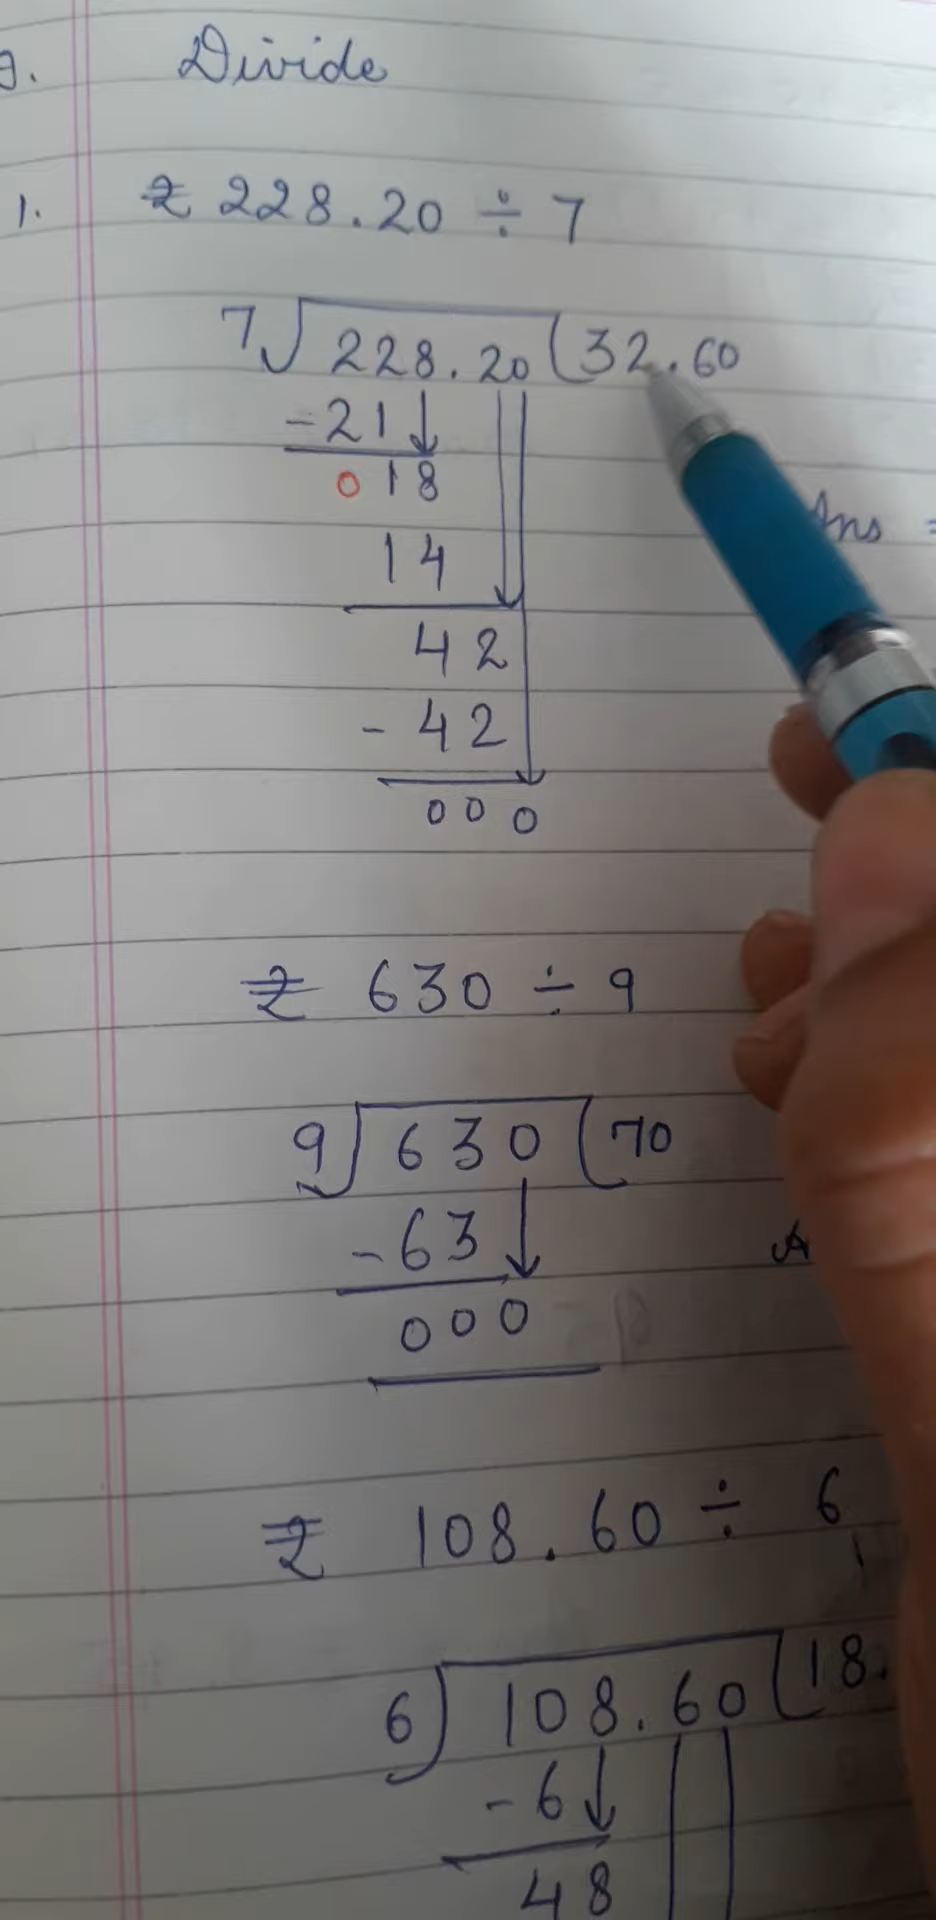 9. Divide
1. ₹ 228.20 ÷ 7
7 228.20 32.60
-21
018
14
42
- 42
000
Ans =
₹ 630 ÷ 9
9 630 70
-63
000
₹ 108.60 ÷ 6
6 108.60 18.
-6
48